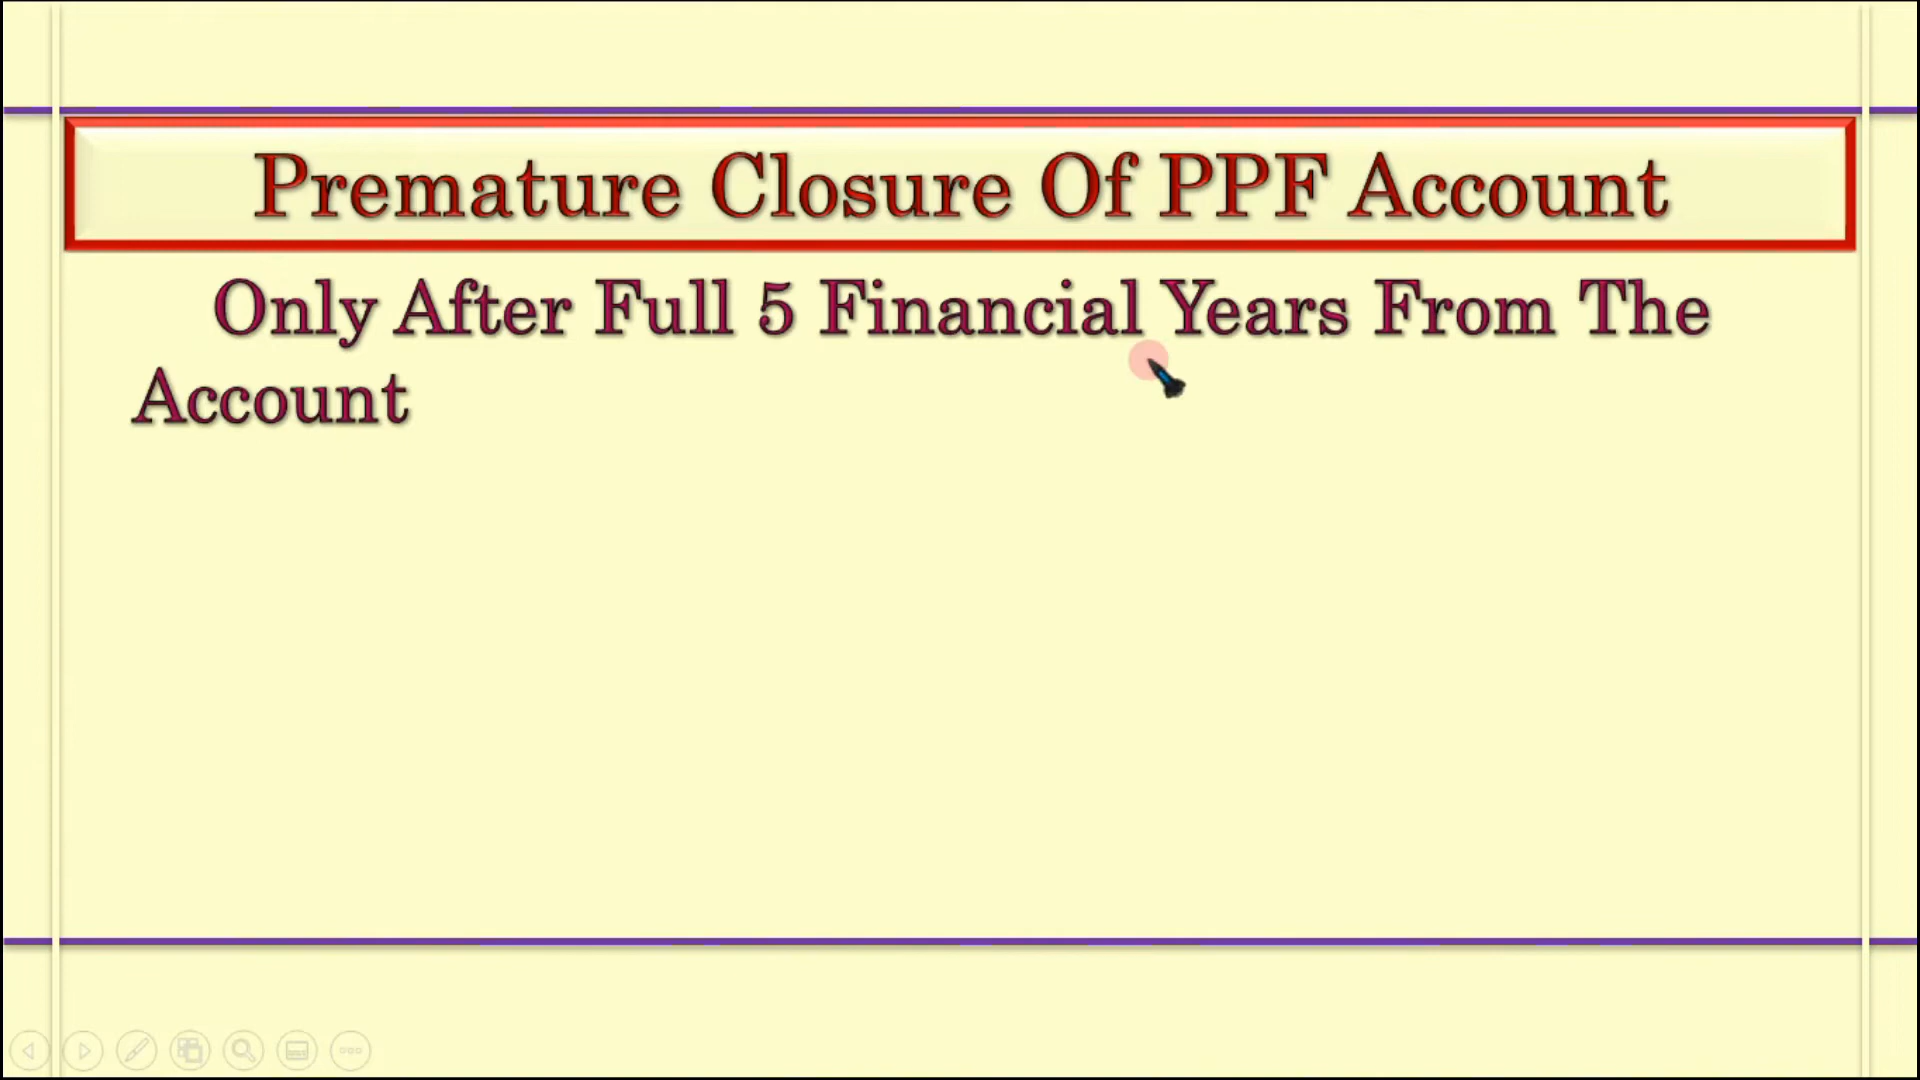 Premature Closure Of PPF Account
Only After Full 5 Financial Years From The
Account